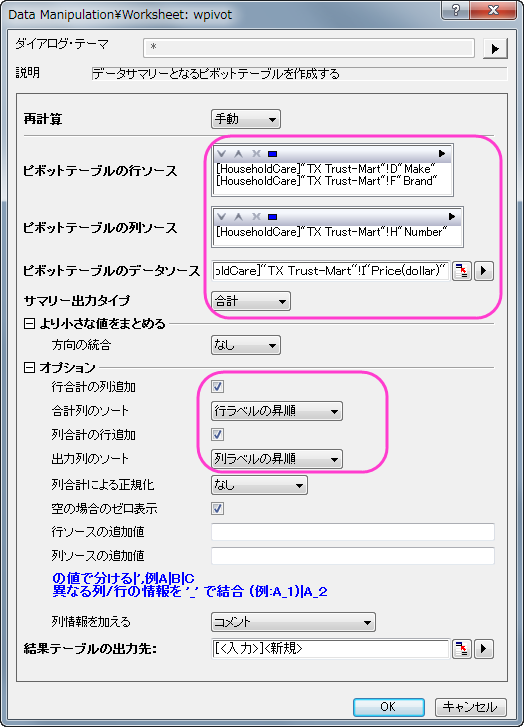 Data Manipulation¥Worksheet: wpivot
ダイアログ・テーマ *
説明 データサマリーとなるピボットテーブルを作成する
再計算 手動
ピボットテーブルの行ソース
[HouseholdCare]"TX Trust-Mart"!D"Make"
[HouseholdCare]"TX Trust-Mart"!F"Brand"
ピボットテーブルの列ソース
[HouseholdCare]"TX Trust-Mart"!H"Number"
ピボットテーブルのデータソース oldCare]"TX Trust-Mart"!I"Price(dollar)"
サマリー出力タイプ 合計
より小さな値をまとめる
方向の統合 なし
オプション
行合計の列追加
合計列のソート 行ラベルの昇順
列合計の行追加
出力列のソート 列ラベルの昇順
列合計による正規化 なし
空の場合のゼロ表示
行ソースの追加値
列ソースの追加値
の値で分ける|',例A|B|C
異なる列/行の情報を '_' で結合 (例:A_1)|A_2
列情報を加える コメント
結果テーブルの出力先: [<入力>]<新規>
OK キャンセル